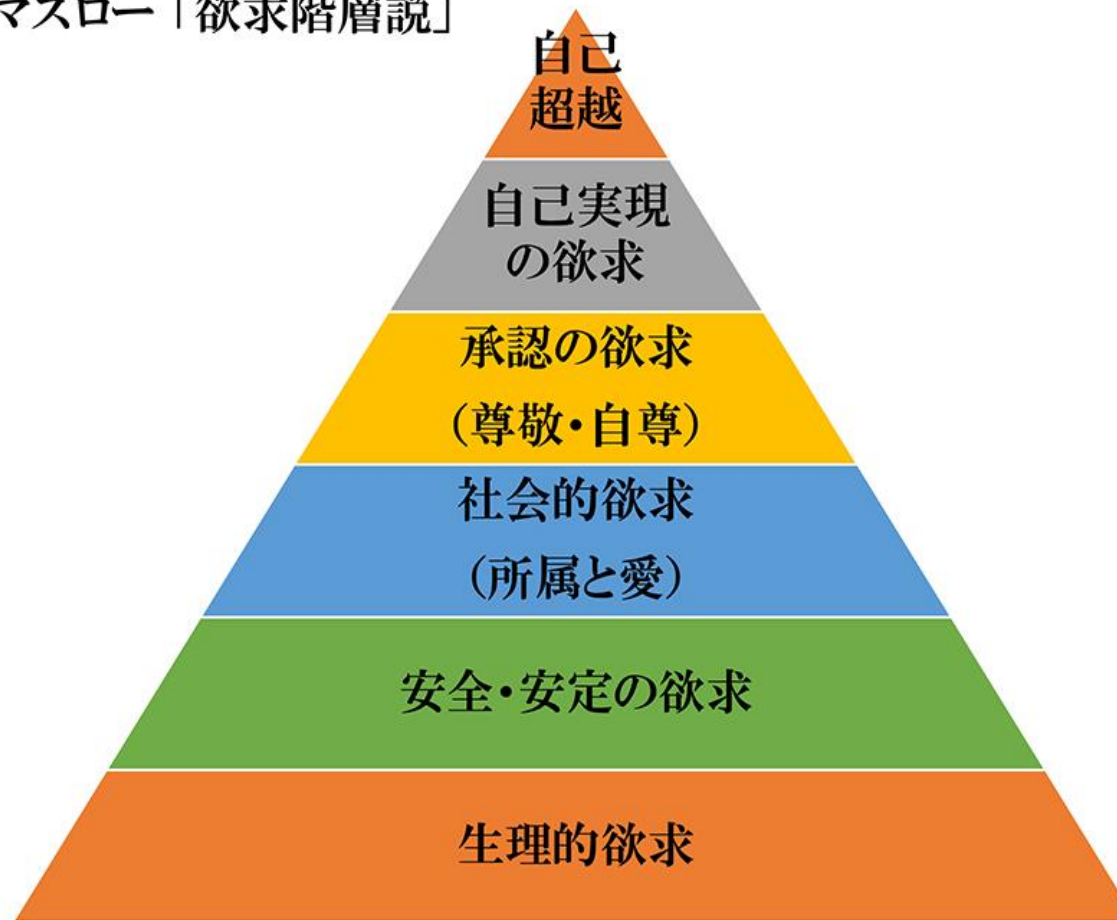 マスロー「欲求階層説」
自己
超越
自己実現
の欲求
承認の欲求
（尊敬・自尊）
社会的欲求
（所属と愛）
安全・安定の欲求
生理的欲求